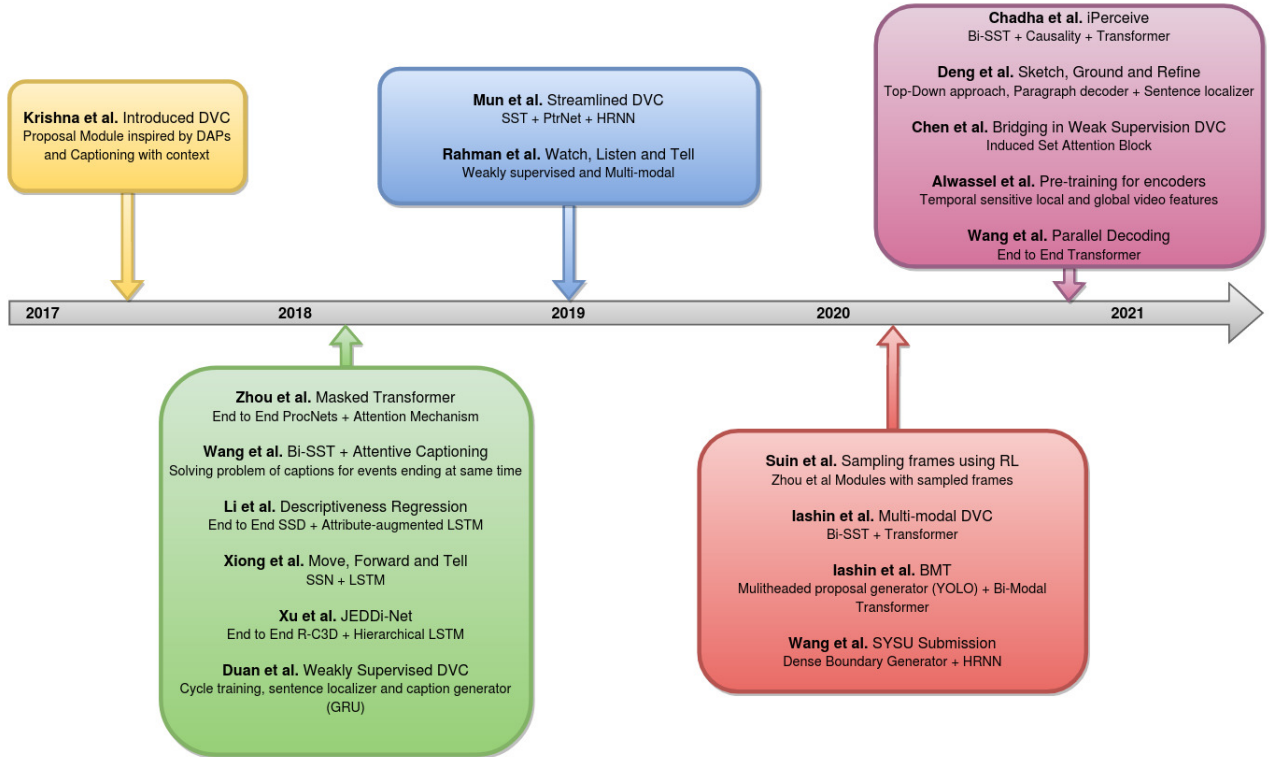 Krishna et al. Introduced DVC
Proposal Module inspired by DAPs
and Captioning with context
Mun et al. Streamlined DVC
SST + PtrNet + HRNN
Rahman et al. Watch, Listen and Tell
Weakly supervised and Multi-modal
Chadha et al. iPerceive
Bi-SST + Causality + Transformer
Deng et al. Sketch, Ground and Refine
Top-Down approach, Paragraph decoder + Sentence localizer
Chen et al. Bridging in Weak Supervision DVC
Induced Set Attention Block
Alwassel et al. Pre-training for encoders
Temporal sensitive local and global video features
Wang et al. Parallel Decoding
End to End Transformer
2017 2018 2019 2020 2021
Zhou et al. Masked Transformer
End to End ProcNets + Attention Mechanism
Wang et al. Bi-SST + Attentive Captioning
Solving problem of captions for events ending at same time
Li et al. Descriptiveness Regression
End to End SSD + Attribute-augmented LSTM
Xiong et al. Move, Forward and Tell
SSN + LSTM
Xu et al. JEDDi-Net
End to End R-C3D + Hierarchical LSTM
Duan et al. Weakly Supervised DVC
Cycle training, sentence localizer and caption generator
(GRU)
Suin et al. Sampling frames using RL
Zhou et al Modules with sampled frames
Iashin et al. Multi-modal DVC
Bi-SST + Transformer
Iashin et al. BMT
Mulitheaded proposal generator (YOLO) + Bi-Modal
Transformer
Wang et al. SYSU Submission
Dense Boundary Generator + HRNN